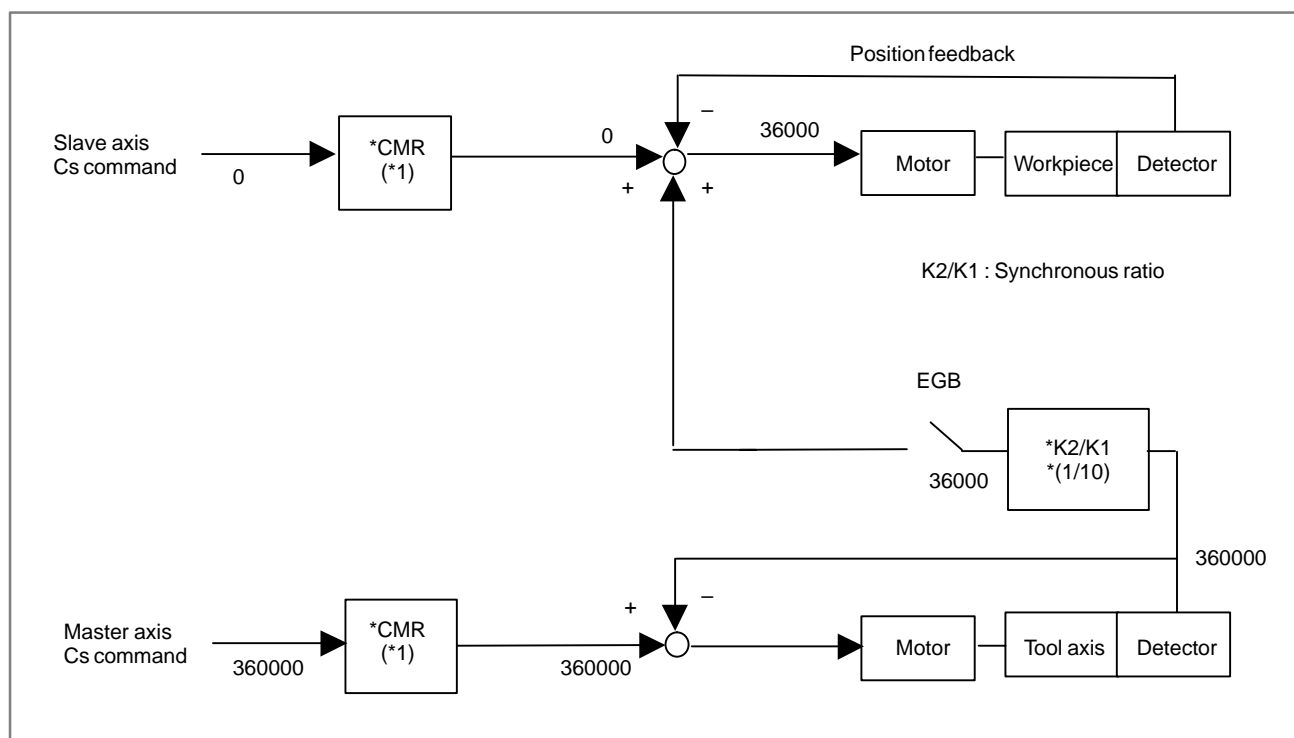 Position feedback
–
Slave axis
Cs command
0
*CMR
(*1)
0
+
+
36000
Motor
Workpiece
Detector
K2/K1 : Synchronous ratio
EGB
36000
*K2/K1
*(1/10)
360000
Master axis
Cs command
360000
*CMR
(*1)
360000
+
–
Motor
Tool axis
Detector